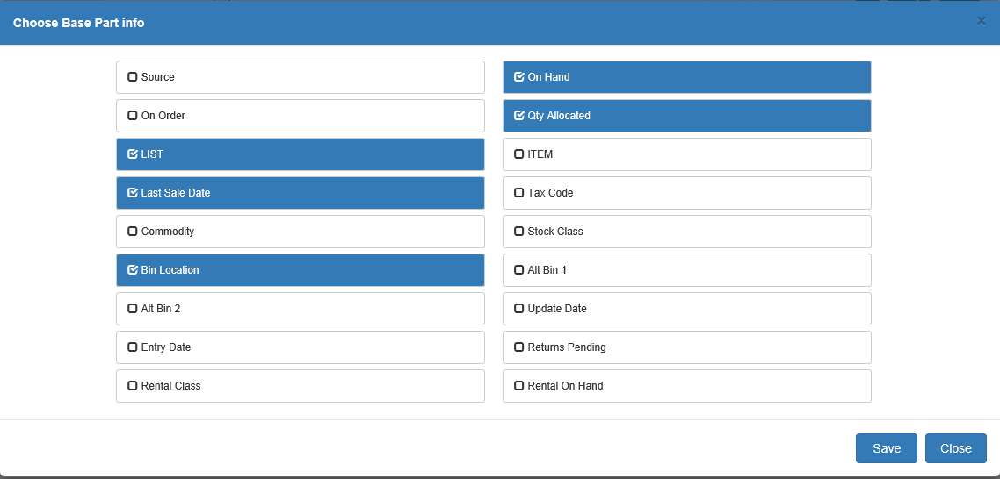 Choose Base Part info
×
Source
On Hand
On Order
Qty Allocated
LIST
ITEM
Last Sale Date
Tax Code
Commodity
Stock Class
Bin Location
Alt Bin 1
Alt Bin 2
Update Date
Entry Date
Returns Pending
Rental Class
Rental On Hand
Save
Close